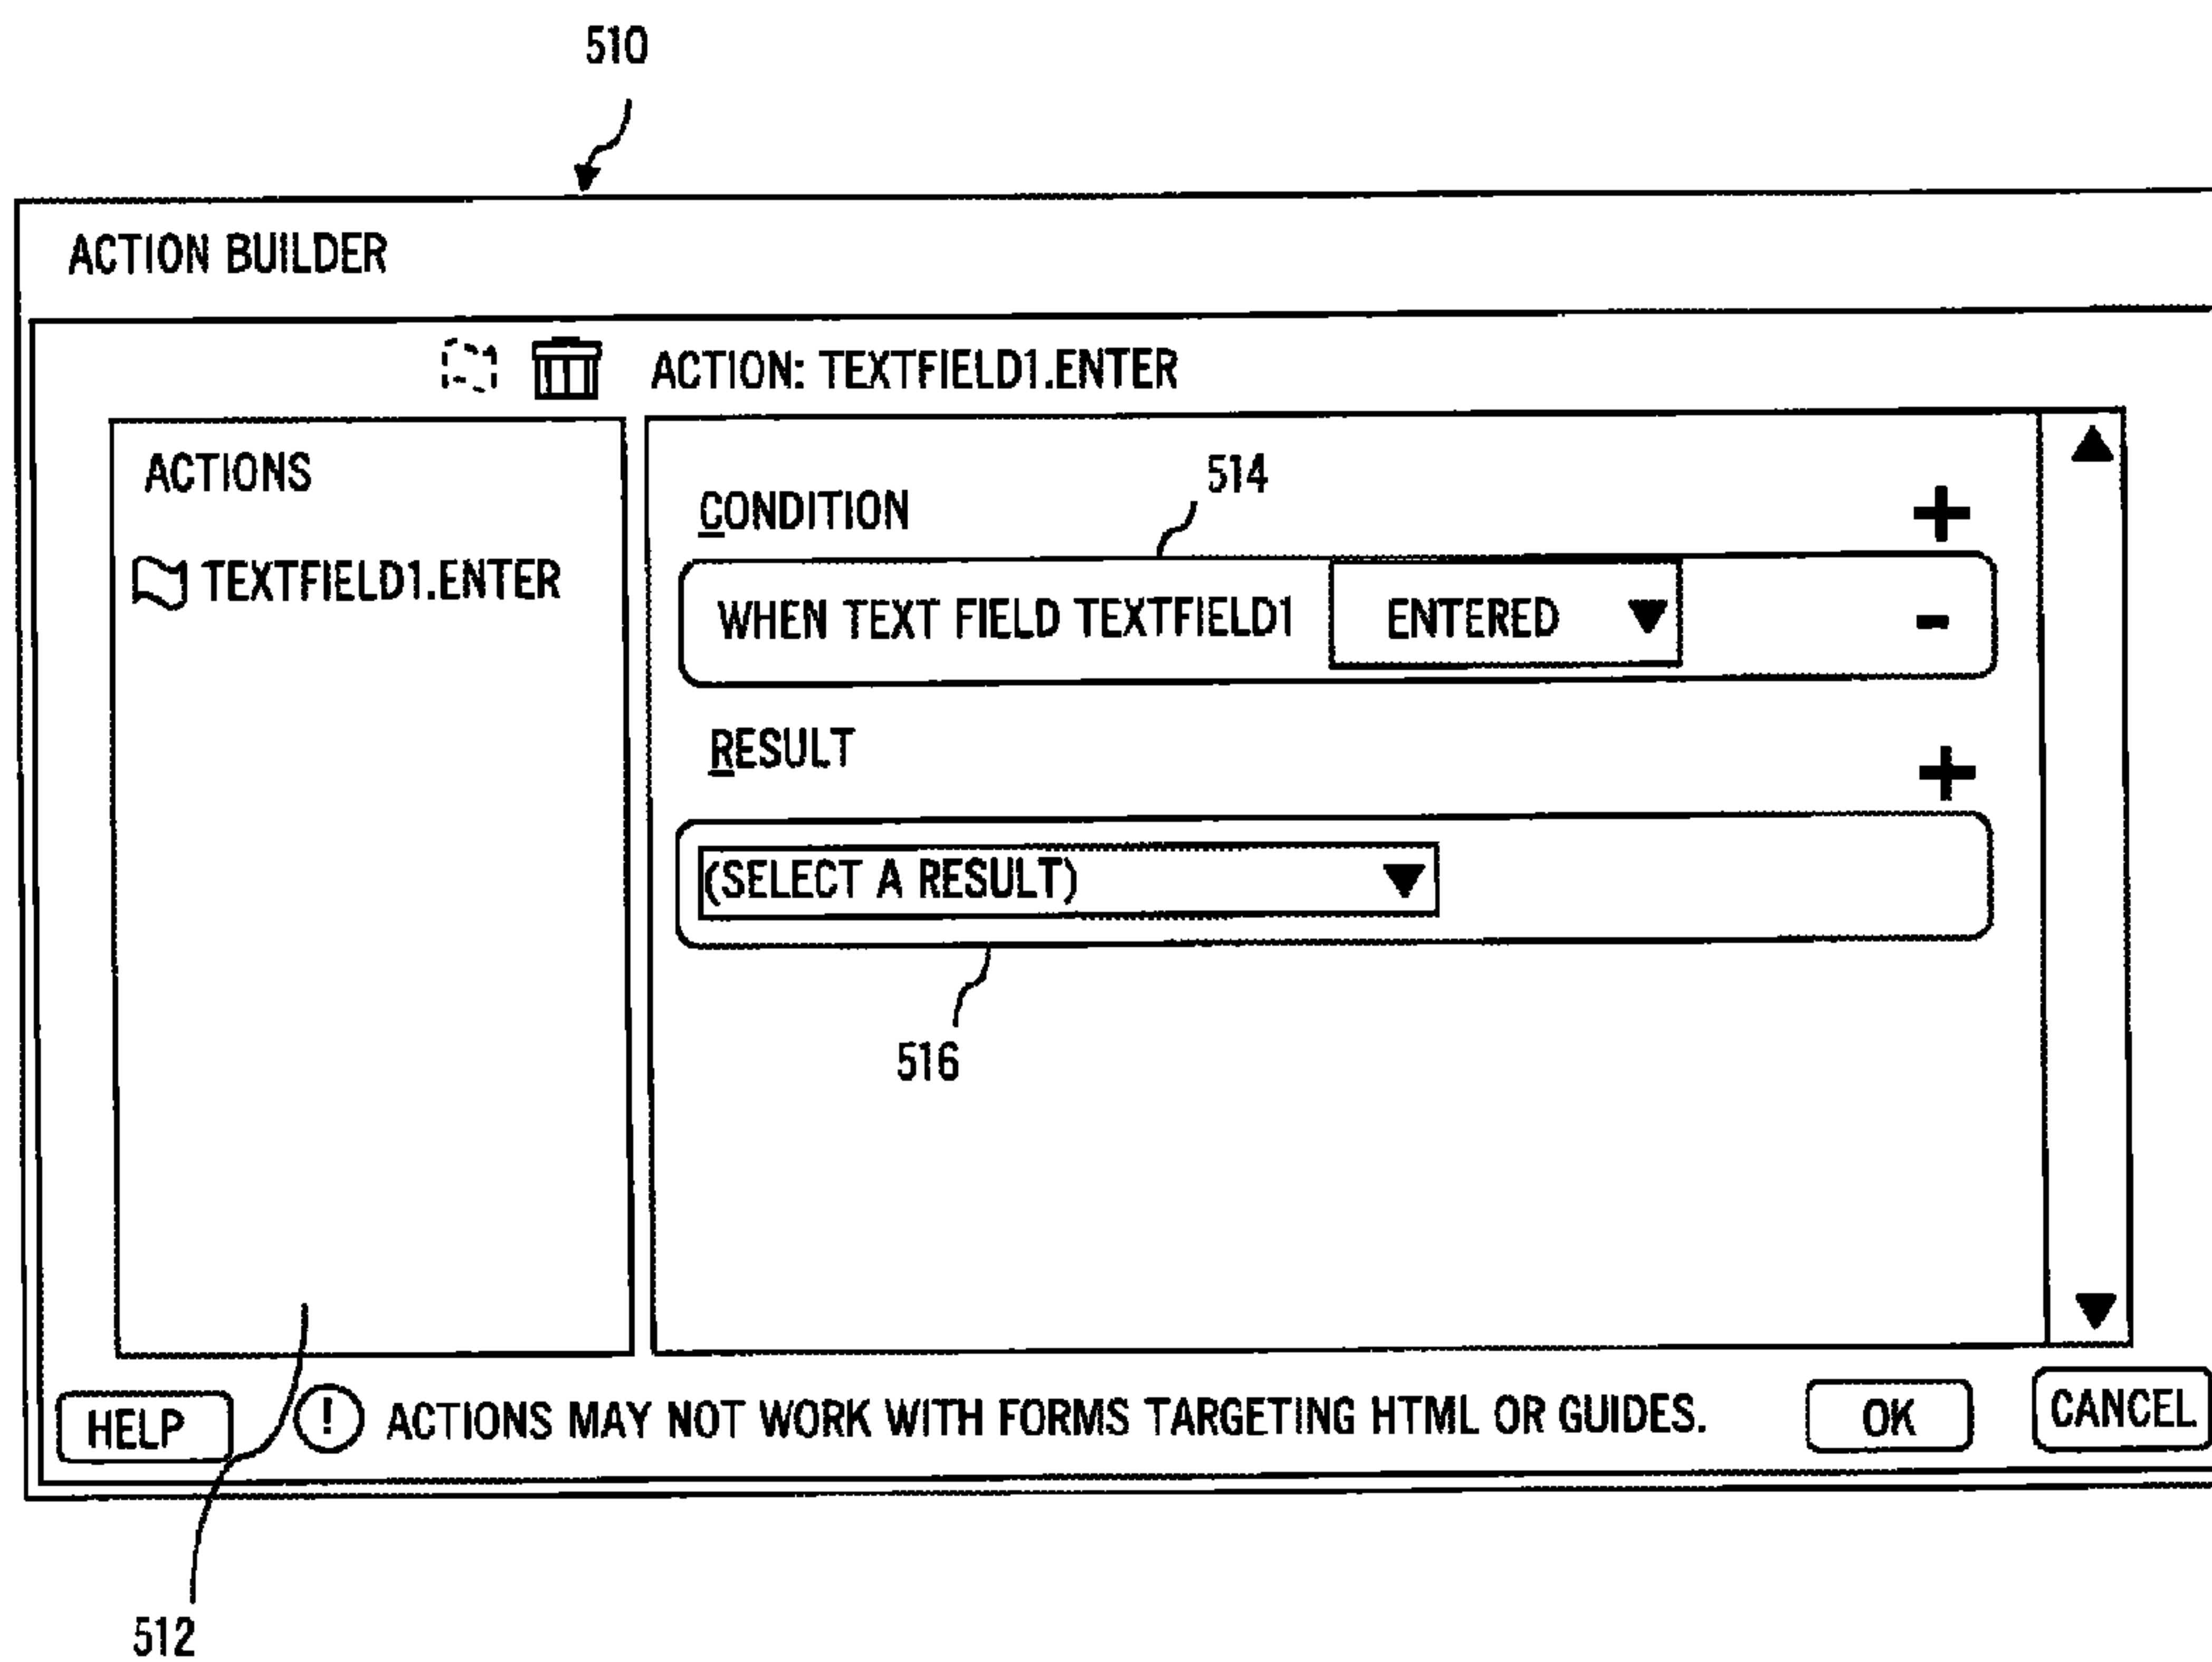 510
ACTION BUILDER
ACTION: TEXTFIELD1.ENTER
ACTIONS
TEXTFIELD1.ENTER
514
CONDITION
+
WHEN TEXT FIELD TEXTFIELD1 ENTERED
-
RESULT
+
(SELECT A RESULT)
516
HELP
! ACTIONS MAY NOT WORK WITH FORMS TARGETING HTML OR GUIDES.
OK
CANCEL
512